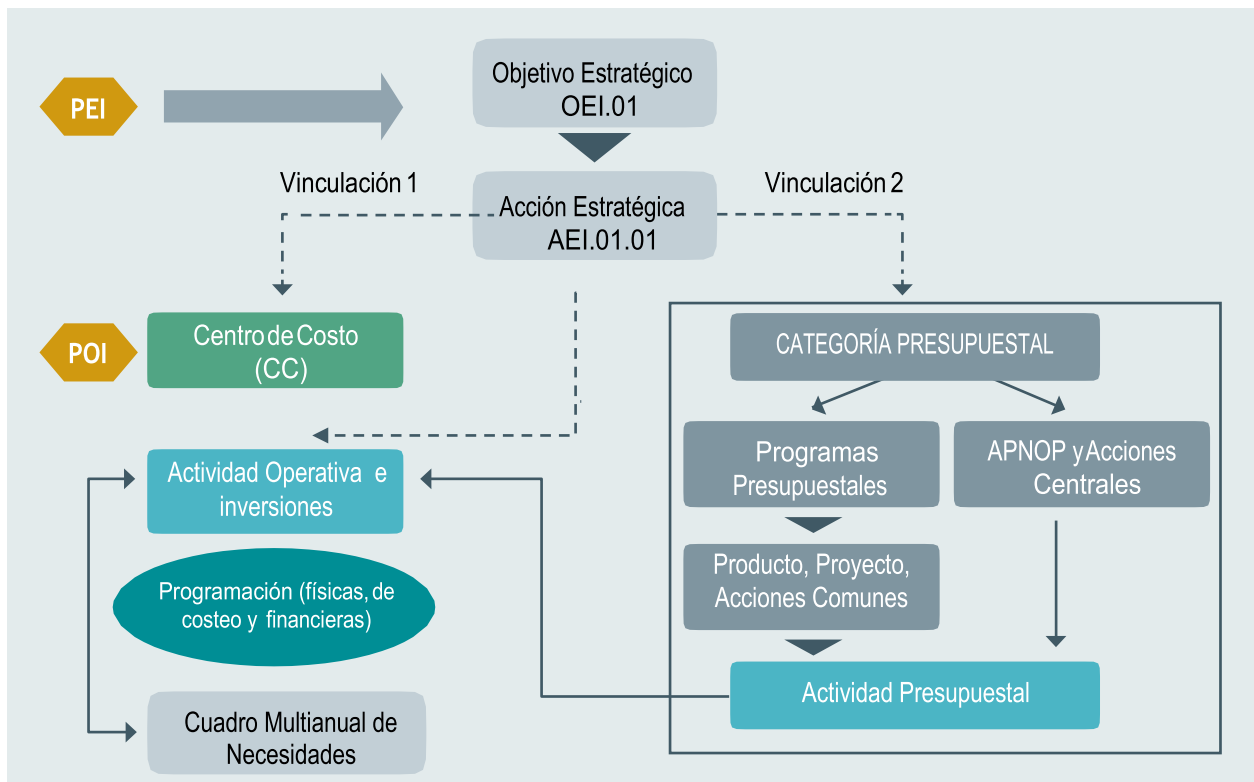 PEI
Objetivo Estratégico
OEI.01
Vinculación 1
Vinculación 2
Acción Estratégica
AEI.01.01
POI
Centro de Costo
(CC)
CATEGORÍA PRESUPUESTAL
Programas
Presupuestales
APNOP y Acciones
Centrales
Actividad Operativa e
inversiones
Producto, Proyecto,
Acciones Comunes
Programación (físicas, de
costeo y financieras)
Actividad Presupuestal
Cuadro Multianual de
Necesidades